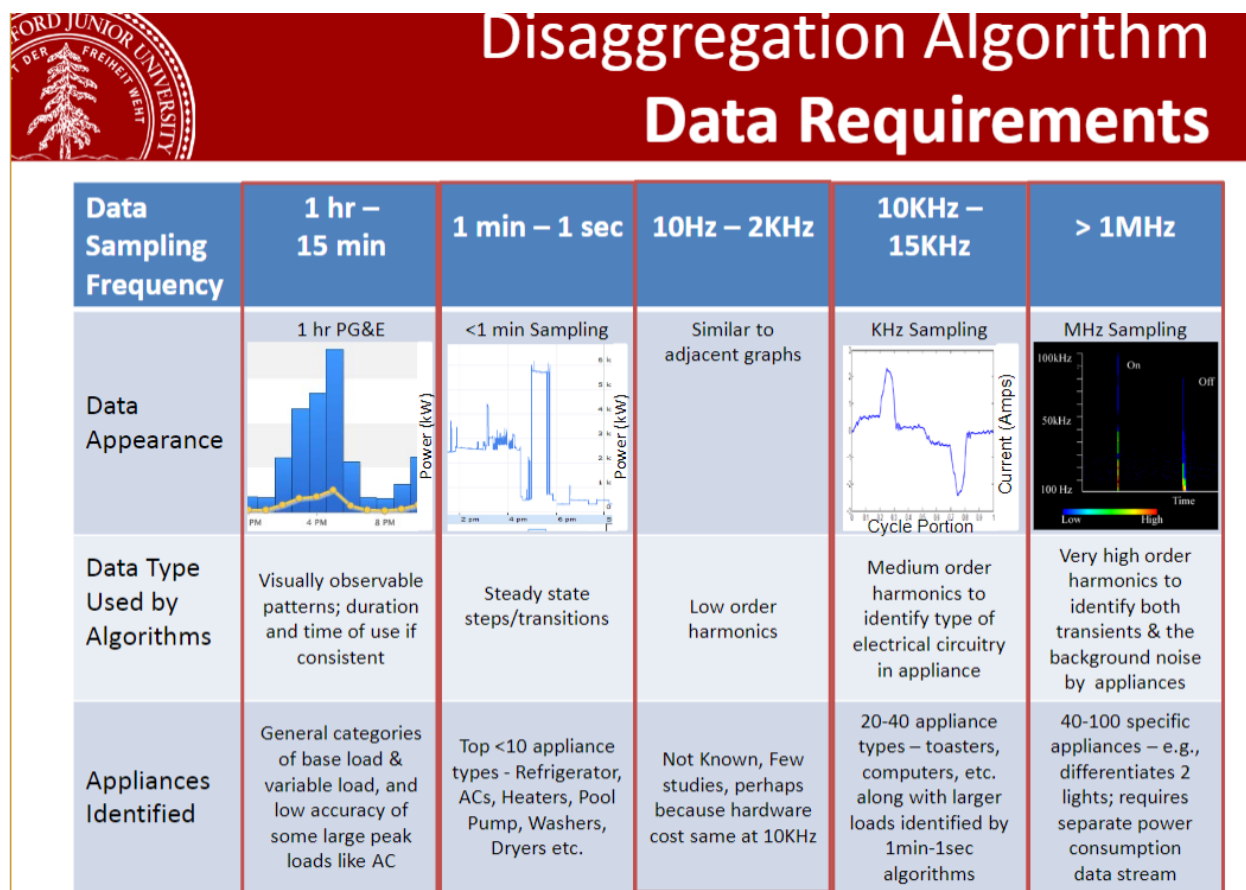 FORD JUNIOR UNIVERSITY
T DER FREIHEIT WEHT
Disaggregation Algorithm
Data Requirements
Data
Sampling
Frequency
1 hr –
15 min
1 min – 1 sec
10Hz – 2KHz
10KHz –
15KHz
> 1MHz
Data
Appearance
1 hr PG&E
Power (kW)
PM
4 PM
8 PM
<1 min Sampling
6 k
5 k
4 k
3 k
2 k
Power (kW)
2 pm
4 pm
6 pm
8
Similar to
adjacent graphs
KHz Sampling
Current (Amps)
Cycle Portion
MHz Sampling
100kHz
On
Off
50kHz
100 Hz
Time
Low
High
Data Type
Used by
Algorithms
Visually observable
patterns; duration
and time of use if
consistent
Steady state
steps/transitions
Low order
harmonics
Medium order
harmonics to
identify type of
electrical circuitry
in appliance
Very high order
harmonics to
identify both
transients & the
background noise
by appliances
Appliances
Identified
General categories
of base load &
variable load, and
low accuracy of
some large peak
loads like AC
Top <10 appliance
types - Refrigerator,
ACs, Heaters, Pool
Pump, Washers,
Dryers etc.
Not Known, Few
studies, perhaps
because hardware
cost same at 10KHz
20-40 appliance
types – toasters,
computers, etc.
along with larger
loads identified by
1min-1sec
algorithms
40-100 specific
appliances – e.g.,
differentiates 2
lights; requires
separate power
consumption
data stream